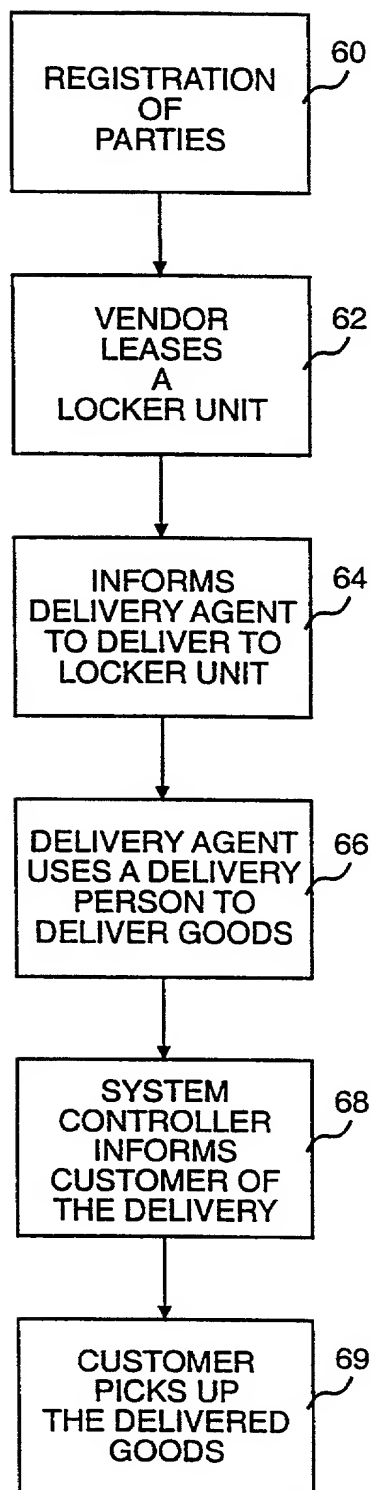 REGISTRATION
OF
PARTIES
60
VENDOR
LEASES
A
LOCKER UNIT
62
INFORMS
DELIVERY AGENT
TO DELIVER TO
LOCKER UNIT
64
DELIVERY AGENT
USES A DELIVERY
PERSON TO
DELIVER GOODS
66
SYSTEM
CONTROLLER
INFORMS
CUSTOMER OF
THE DELIVERY
68
CUSTOMER
PICKS UP
THE DELIVERED
GOODS
69